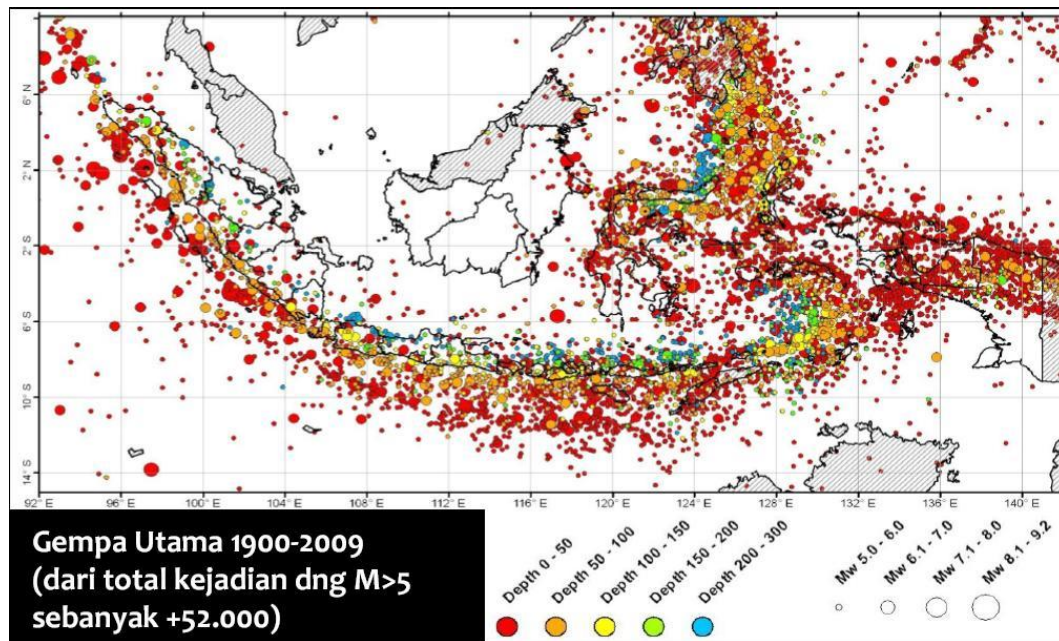 6° N
2° N
2° S
6° S
10° S
14° S
92° E
96° E
100° E
104° E
108° E
112° E
116° E
120° E
124° E
128° E
132° E
136° E
140° E
Gempa Utama 1900-2009
(dari total kejadian dng M>5
sebanyak +52.000)
Depth 0 - 50
Depth 50 - 100
Depth 100 - 150
Depth 150 - 200
Depth 200 - 300
Mw 5.0 - 6.0
Mw 6.1 - 7.0
Mw 7.1 - 8.0
Mw 8.1 - 9.2